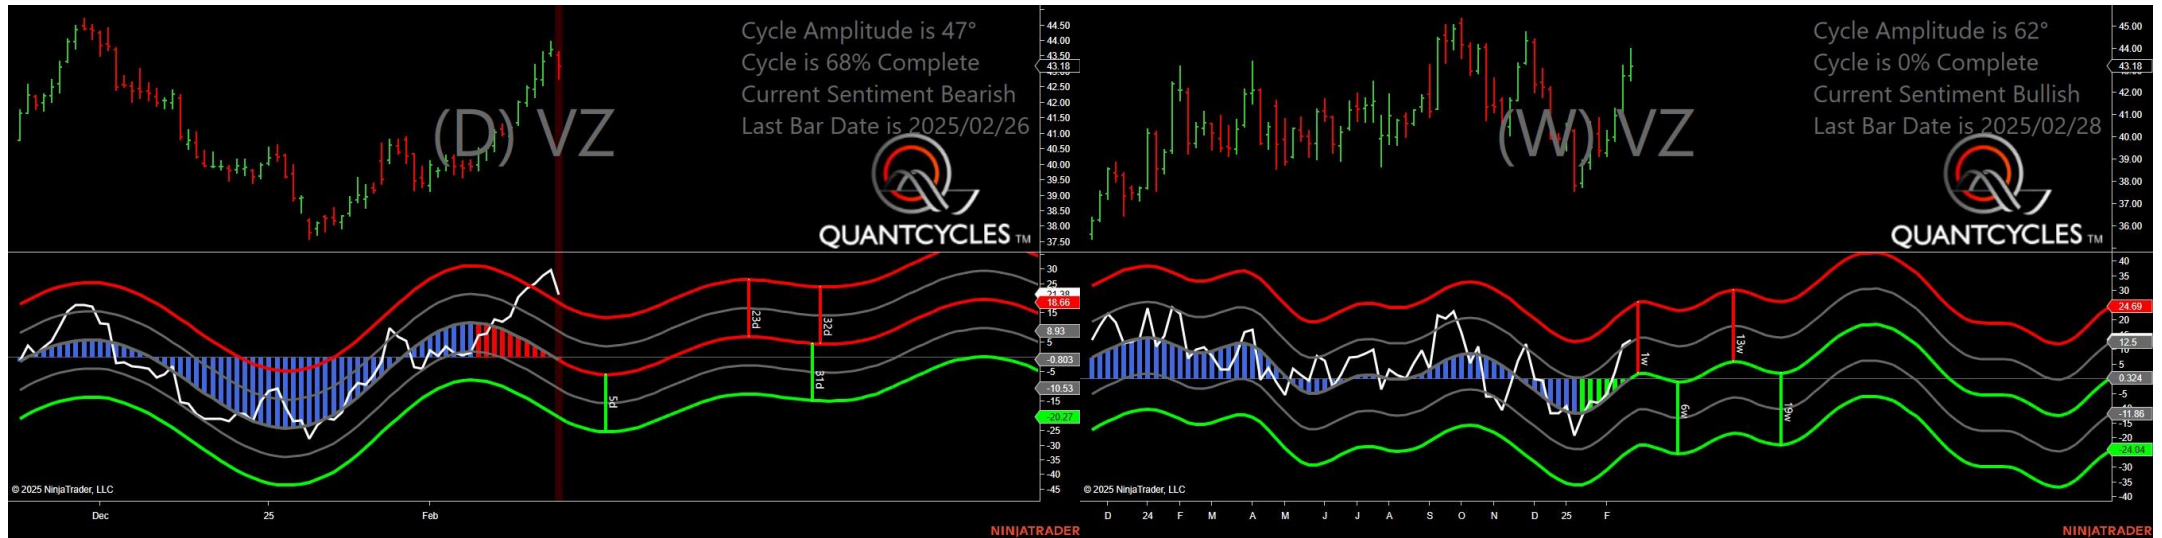 Cycle Amplitude is 47°
Cycle is 68% Complete
Current Sentiment Bearish
Last Bar Date is 2025/02/26
(D) VZ
QUANTCYCLES TM
44.50
44.00
43.50
43.18
42.50
42.00
41.50
41.00
40.50
40.00
39.50
39.00
38.50
38.00
37.50
30
25
21.38
18.66
15
8.93
5
-0.803
-5
-10.53
-15
-20.27
-25
-30
-35
-40
-45
23d
32d
5d
31d
© 2025 NinjaTrader, LLC
Dec
25
Feb
NINJATRADER
Cycle Amplitude is 62°
Cycle is 0% Complete
Current Sentiment Bullish
Last Bar Date is 2025/02/28
(W) VZ
QUANTCYCLES TM
45.00
44.00
43.18
42.00
41.00
40.00
39.00
38.00
37.00
36.00
40
35
30
24.69
20
15
12.5
5
0.324
-5
-11.86
-15
-20
-24.04
-30
-35
-40
1w
13w
6w
19w
© 2025 NinjaTrader, LLC
D
24
F
M
A
M
J
J
A
S
O
N
D
25
F
NINJATRADER